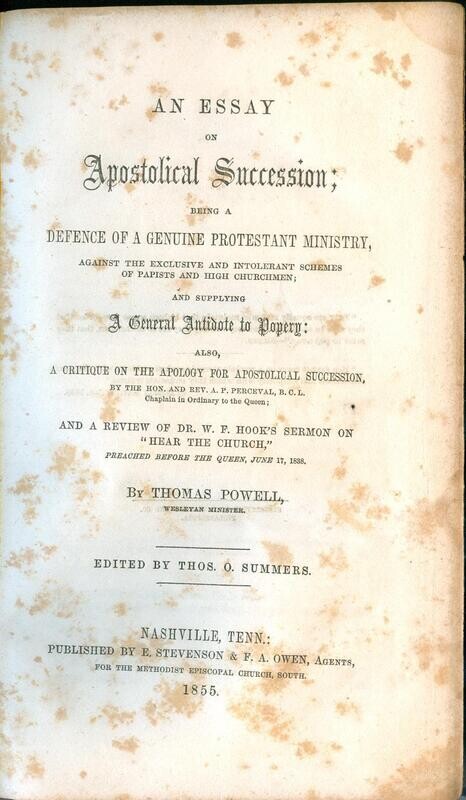 AN ESSAY
ON
Apostolical Succession;
BEING A
DEFENCE OF A GENUINE PROTESTANT MINISTRY,
AGAINST THE EXCLUSIVE AND INTOLERANT SCHEMES
OF PAPISTS AND HIGH CHURCHMEN;
AND SUPPLYING
A General Antidote to Popery:
ALSO,
A CRITIQUE ON THE APOLOGY FOR APOSTOLICAL SUCCESSION,
BY THE HON. AND REV. A. P. PERCEVAL, B. C. L.
Chaplain in Ordinary to the Queen;
AND A REVIEW OF DR. W. F. HOOK'S SERMON ON
"HEAR THE CHURCH,"
PREACHED BEFORE THE QUEEN, JUNE 17, 1838.
BY THOMAS POWELL,
WESLEYAN MINISTER.
EDITED BY THOS. O. SUMMERS.
NASHVILLE, TENN.:
PUBLISHED BY E. STEVENSON & F. A. OWEN, AGENTS,
FOR THE METHODIST EPISCOPAL CHURCH, SOUTH.
1855.